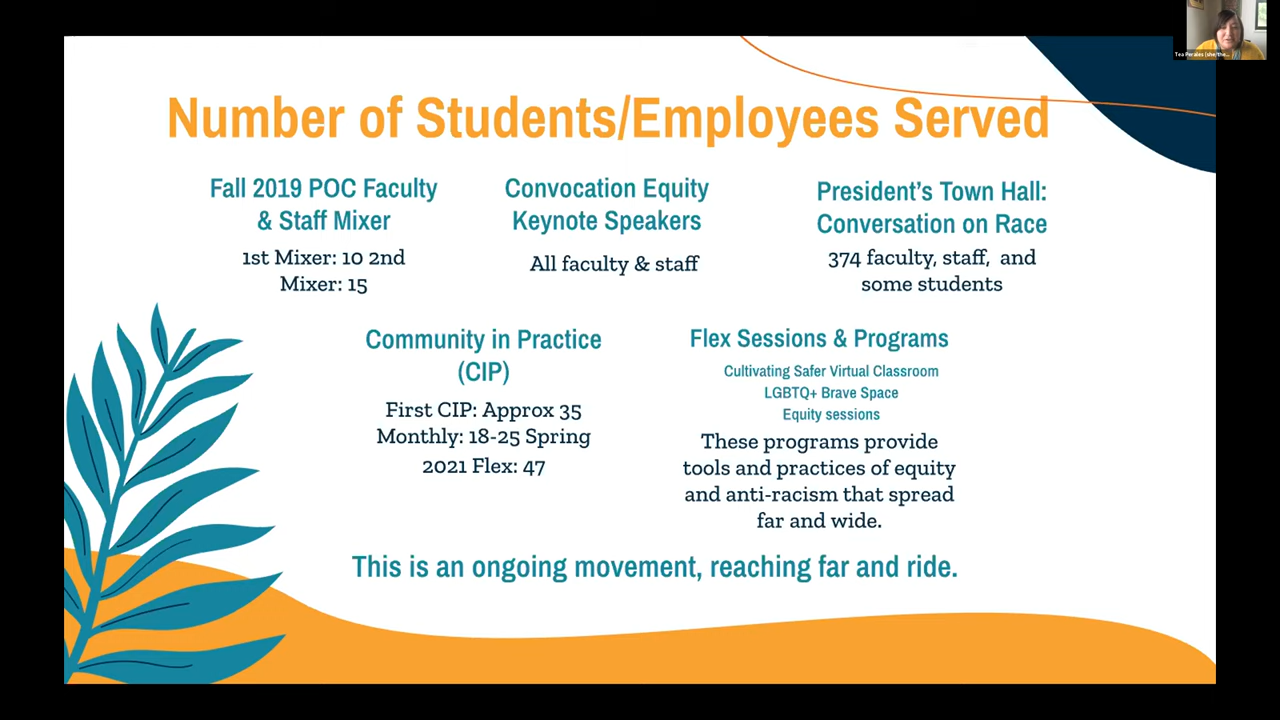 Number of Students/Employees Served
Fall 2019 POC Faculty
& Staff Mixer
1st Mixer: 10 2nd
Mixer: 15
Convocation Equity
Keynote Speakers
All faculty & staff
President's Town Hall:
Conversation on Race
374 faculty, staff, and
some students
Community in Practice
(CIP)
First CIP: Approx 35
Monthly: 18-25 Spring
2021 Flex: 47
Flex Sessions & Programs
Cultivating Safer Virtual Classroom
LGBTQ+ Brave Space
Equity sessions
These programs provide
tools and practices of equity
and anti-racism that spread
far and wide.
This is an ongoing movement, reaching far and ride.
Tea Perales (she/the...